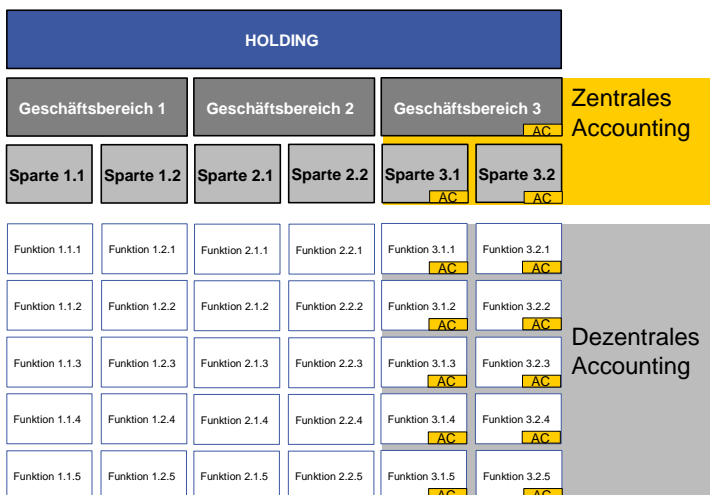 HOLDING
Geschäftsbereich 1 Geschäftsbereich 2 Geschäftsbereich 3
AC
Zentrales
Accounting
Sparte 1.1 Sparte 1.2 Sparte 2.1 Sparte 2.2 Sparte 3.1 Sparte 3.2
AC AC
Funktion 1.1.1 Funktion 1.2.1 Funktion 2.1.1 Funktion 2.2.1 Funktion 3.1.1 Funktion 3.2.1
AC AC
Funktion 1.1.2 Funktion 1.2.2 Funktion 2.1.2 Funktion 2.2.2 Funktion 3.1.2 Funktion 3.2.2
AC AC
Dezentrales
Accounting
Funktion 1.1.3 Funktion 1.2.3 Funktion 2.1.3 Funktion 2.2.3 Funktion 3.1.3 Funktion 3.2.3
AC AC
Funktion 1.1.4 Funktion 1.2.4 Funktion 2.1.4 Funktion 2.2.4 Funktion 3.1.4 Funktion 3.2.4
AC AC
Funktion 1.1.5 Funktion 1.2.5 Funktion 2.1.5 Funktion 2.2.5 Funktion 3.1.5 Funktion 3.2.5
AC AC